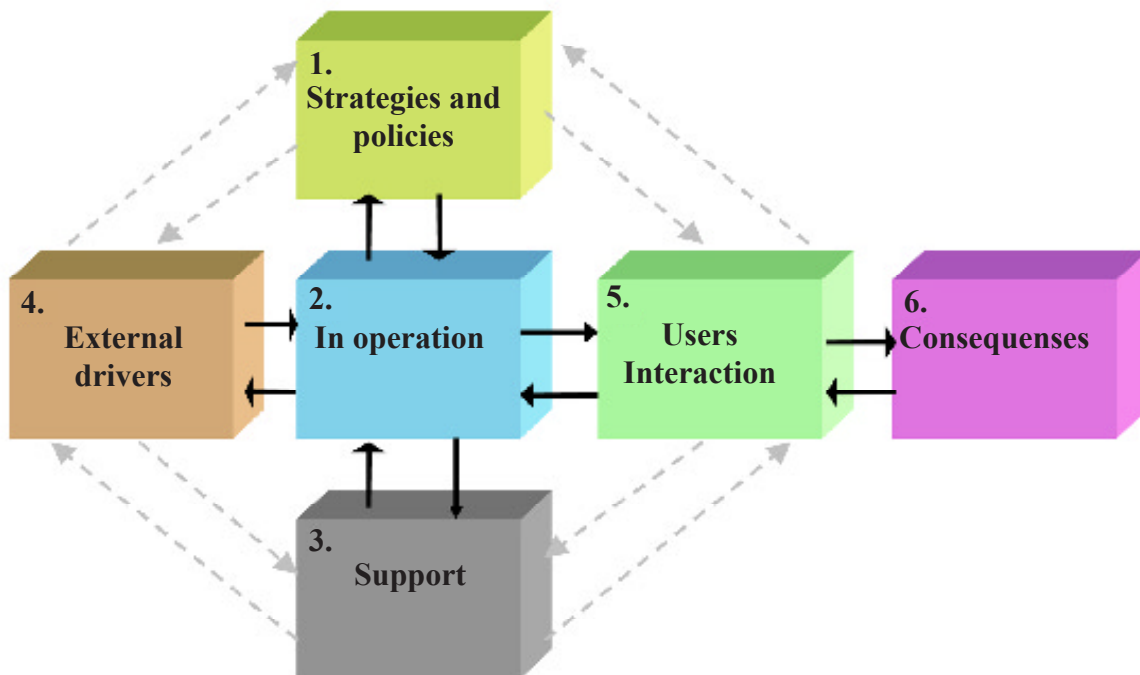 1.
Strategies and
policies
4.
External
drivers
2.
In operation
5.
Users
Interaction
6.
Consequenses
3.
Support